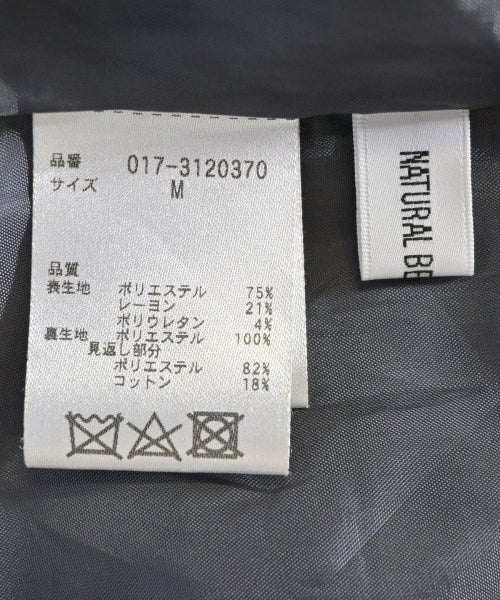 品番 017-3120370
サイズ M
品質
表生地 ポリエステル 75%
レーヨン 21%
ポリウレタン 4%
裏生地 ポリエステル 100%
見返し部分
ポリエステル 82%
コットン 18%
NATURAL BE